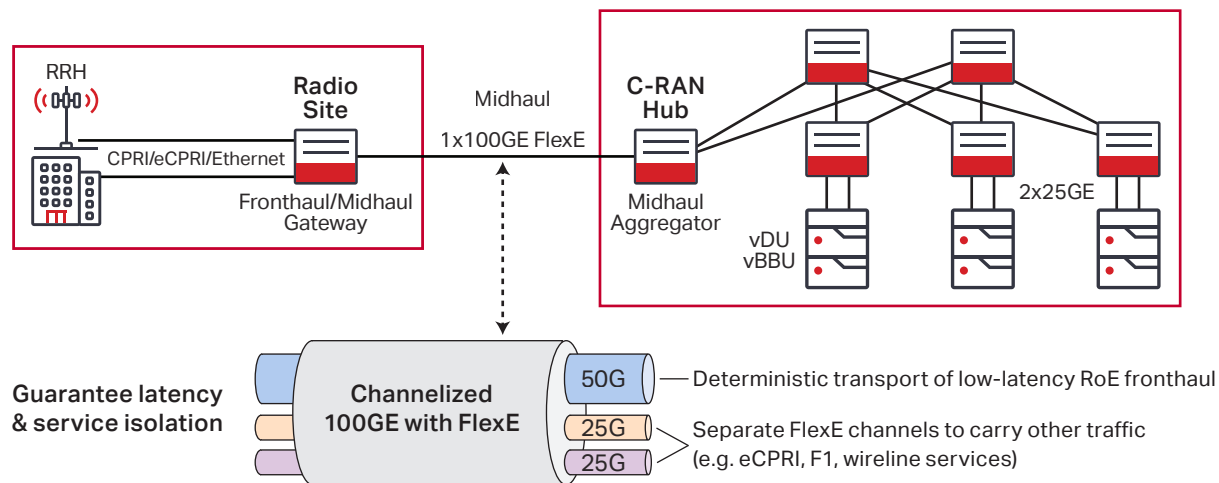 RRH
CPRI/eCPRI/Ethernet
Radio
Site
Fronthaul/Midhaul
Gateway
Midhaul
1x100GE FlexE
C-RAN
Hub
Midhaul
Aggregator
2x25GE
vDU
vBBU
Guarantee latency
& service isolation
Channelized
100GE with FlexE
50G
Deterministic transport of low-latency RoE fronthaul
25G
25G
Separate FlexE channels to carry other traffic
(e.g. eCPRI, F1, wireline services)